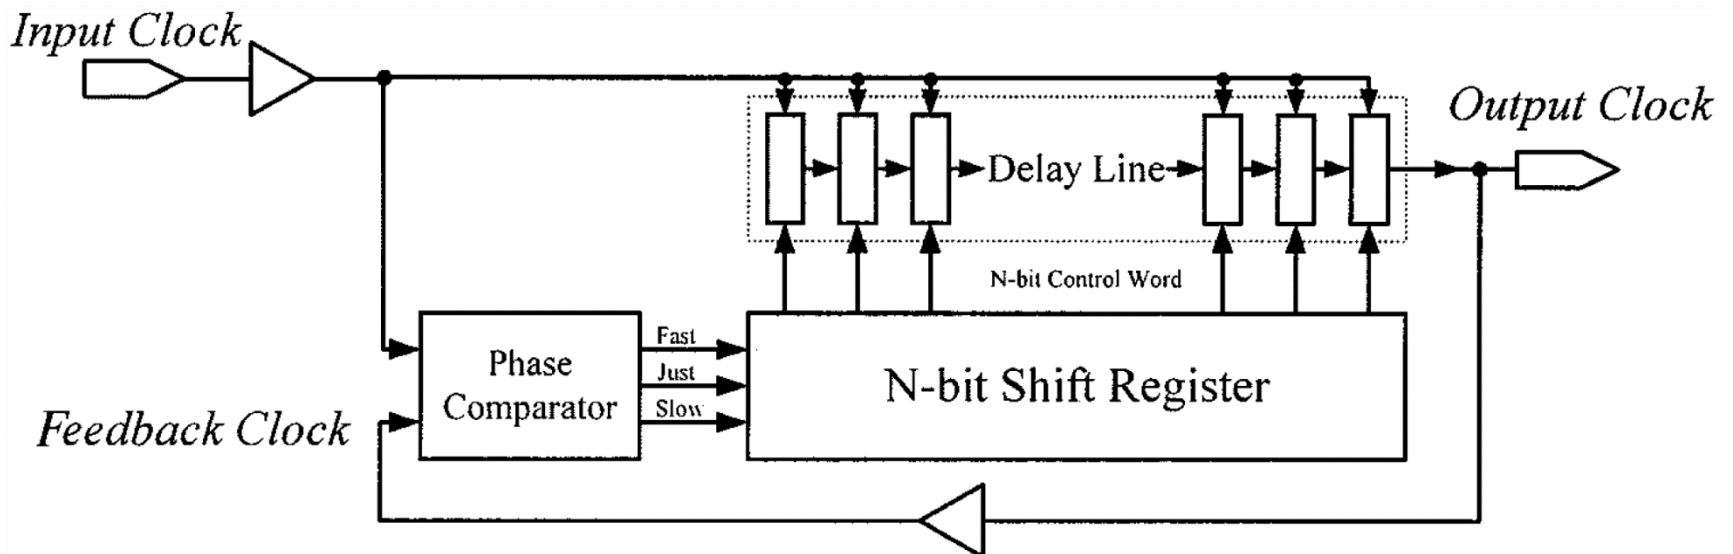 Input Clock
Output Clock
Delay Line
N-bit Control Word
Fast
Just
Slow
Phase
Comparator
N-bit Shift Register
Feedback Clock